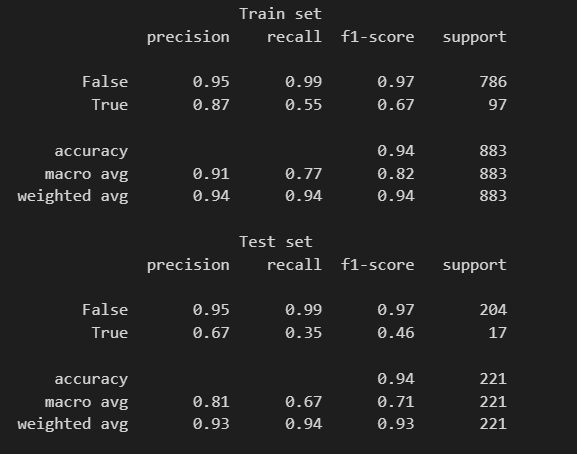 Train set
precision recall f1-score support
False 0.95 0.99 0.97 786
True 0.87 0.55 0.67 97
accuracy 0.94 883
macro avg 0.91 0.77 0.82 883
weighted avg 0.94 0.94 0.94 883
Test set
precision recall f1-score support
False 0.95 0.99 0.97 204
True 0.67 0.35 0.46 17
accuracy 0.94 221
macro avg 0.81 0.67 0.71 221
weighted avg 0.93 0.94 0.93 221